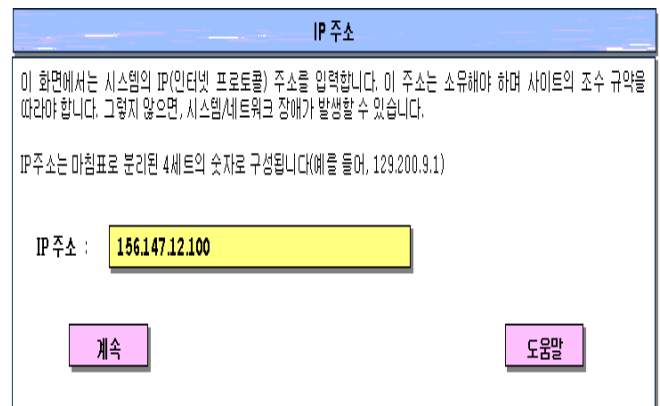 IP 주소
이 화면에서는 시스템의 IP(인터넷 프로토콜) 주소를 입력합니다. 이 주소는 소유해야 하며 사이트의 조수 규약을
따라야 합니다. 그렇지 않으면, 시스템/네트워크 장애가 발생할 수 있습니다.
IP주소는 마침표로 분리된 4세트의 숫자로 구성됩니다(예를 들어, 129.200.9.1)
IP 주소 : 156.147.12.100
계속 도움말